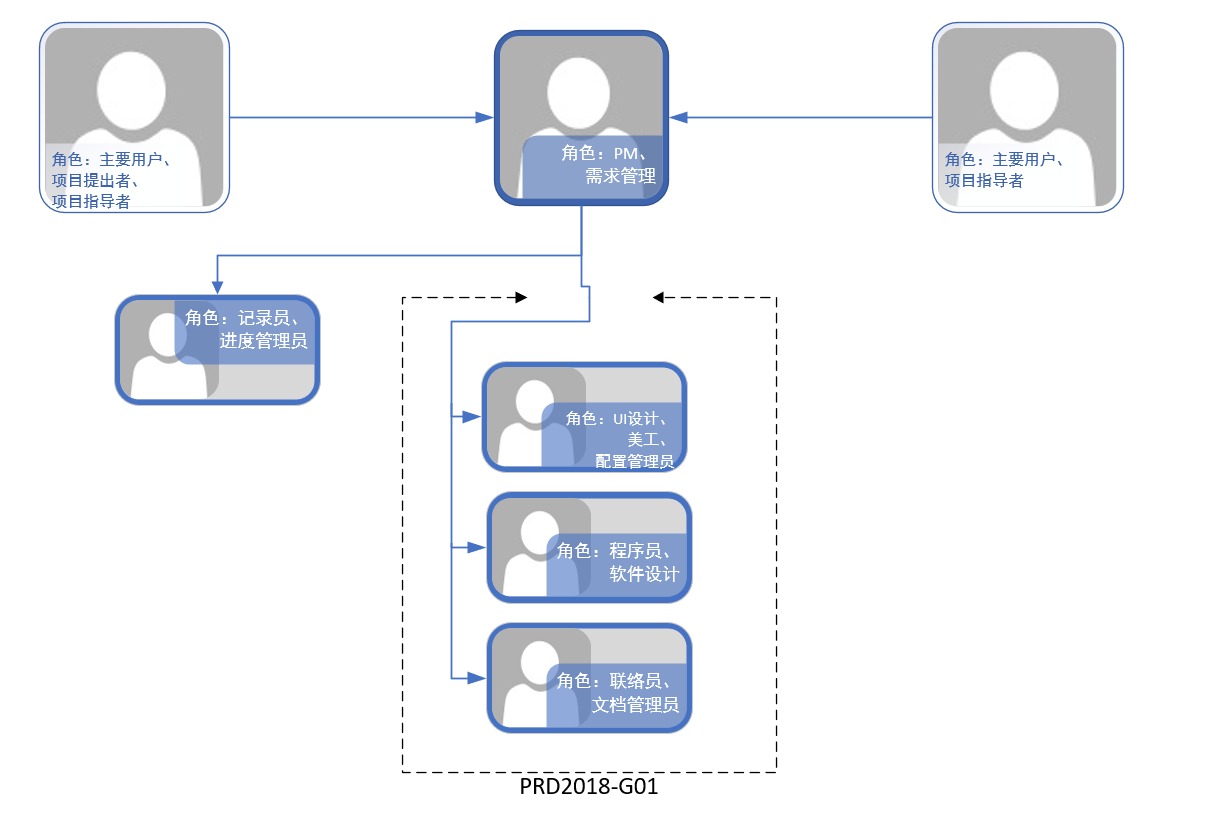 角色：主要用户、
项目提出者、
项目指导者
角色：PM、
需求管理
角色：主要用户、
项目指导者
角色：记录员、
进度管理员
角色：UI设计、
美工、
配置管理员
角色：程序员、
软件设计
角色：联络员、
文档管理员
PRD2018-G01